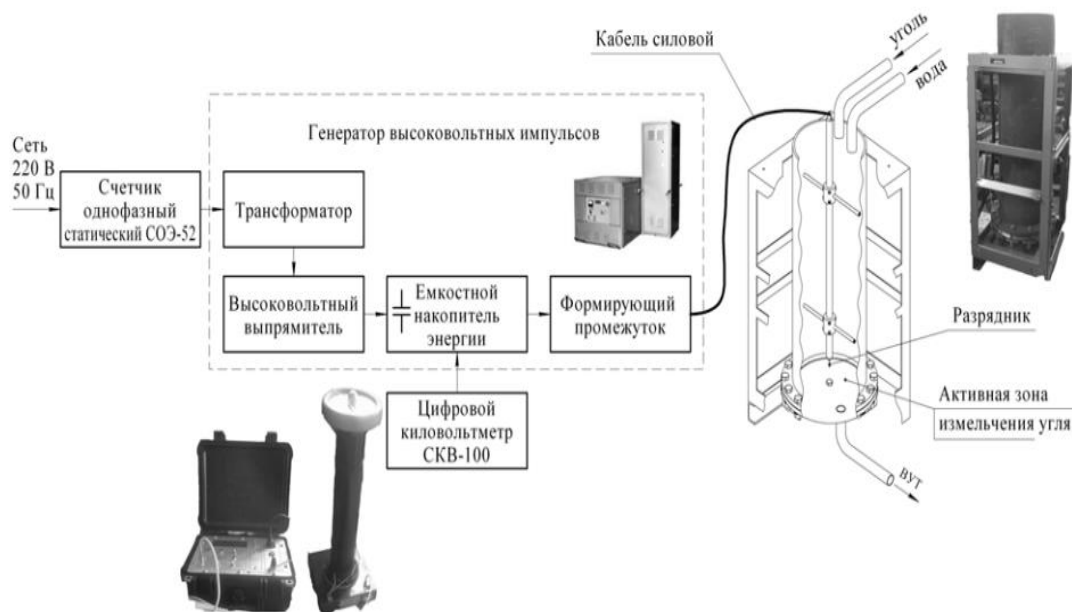 Кабель силовой
уголь
вода
Генератор высоковольтных импульсов
Сеть
220 В
50 Гц
Счетчик
однофазный
статический СОЭ-52
Трансформатор
Высоковольтный
выпрямитель
Емкостной
накопитель
энергии
Формирующий
промежуток
Разрядник
Активная зона
измельчения угля
Цифровой
киловольтметр
СКВ-100
ВУТ